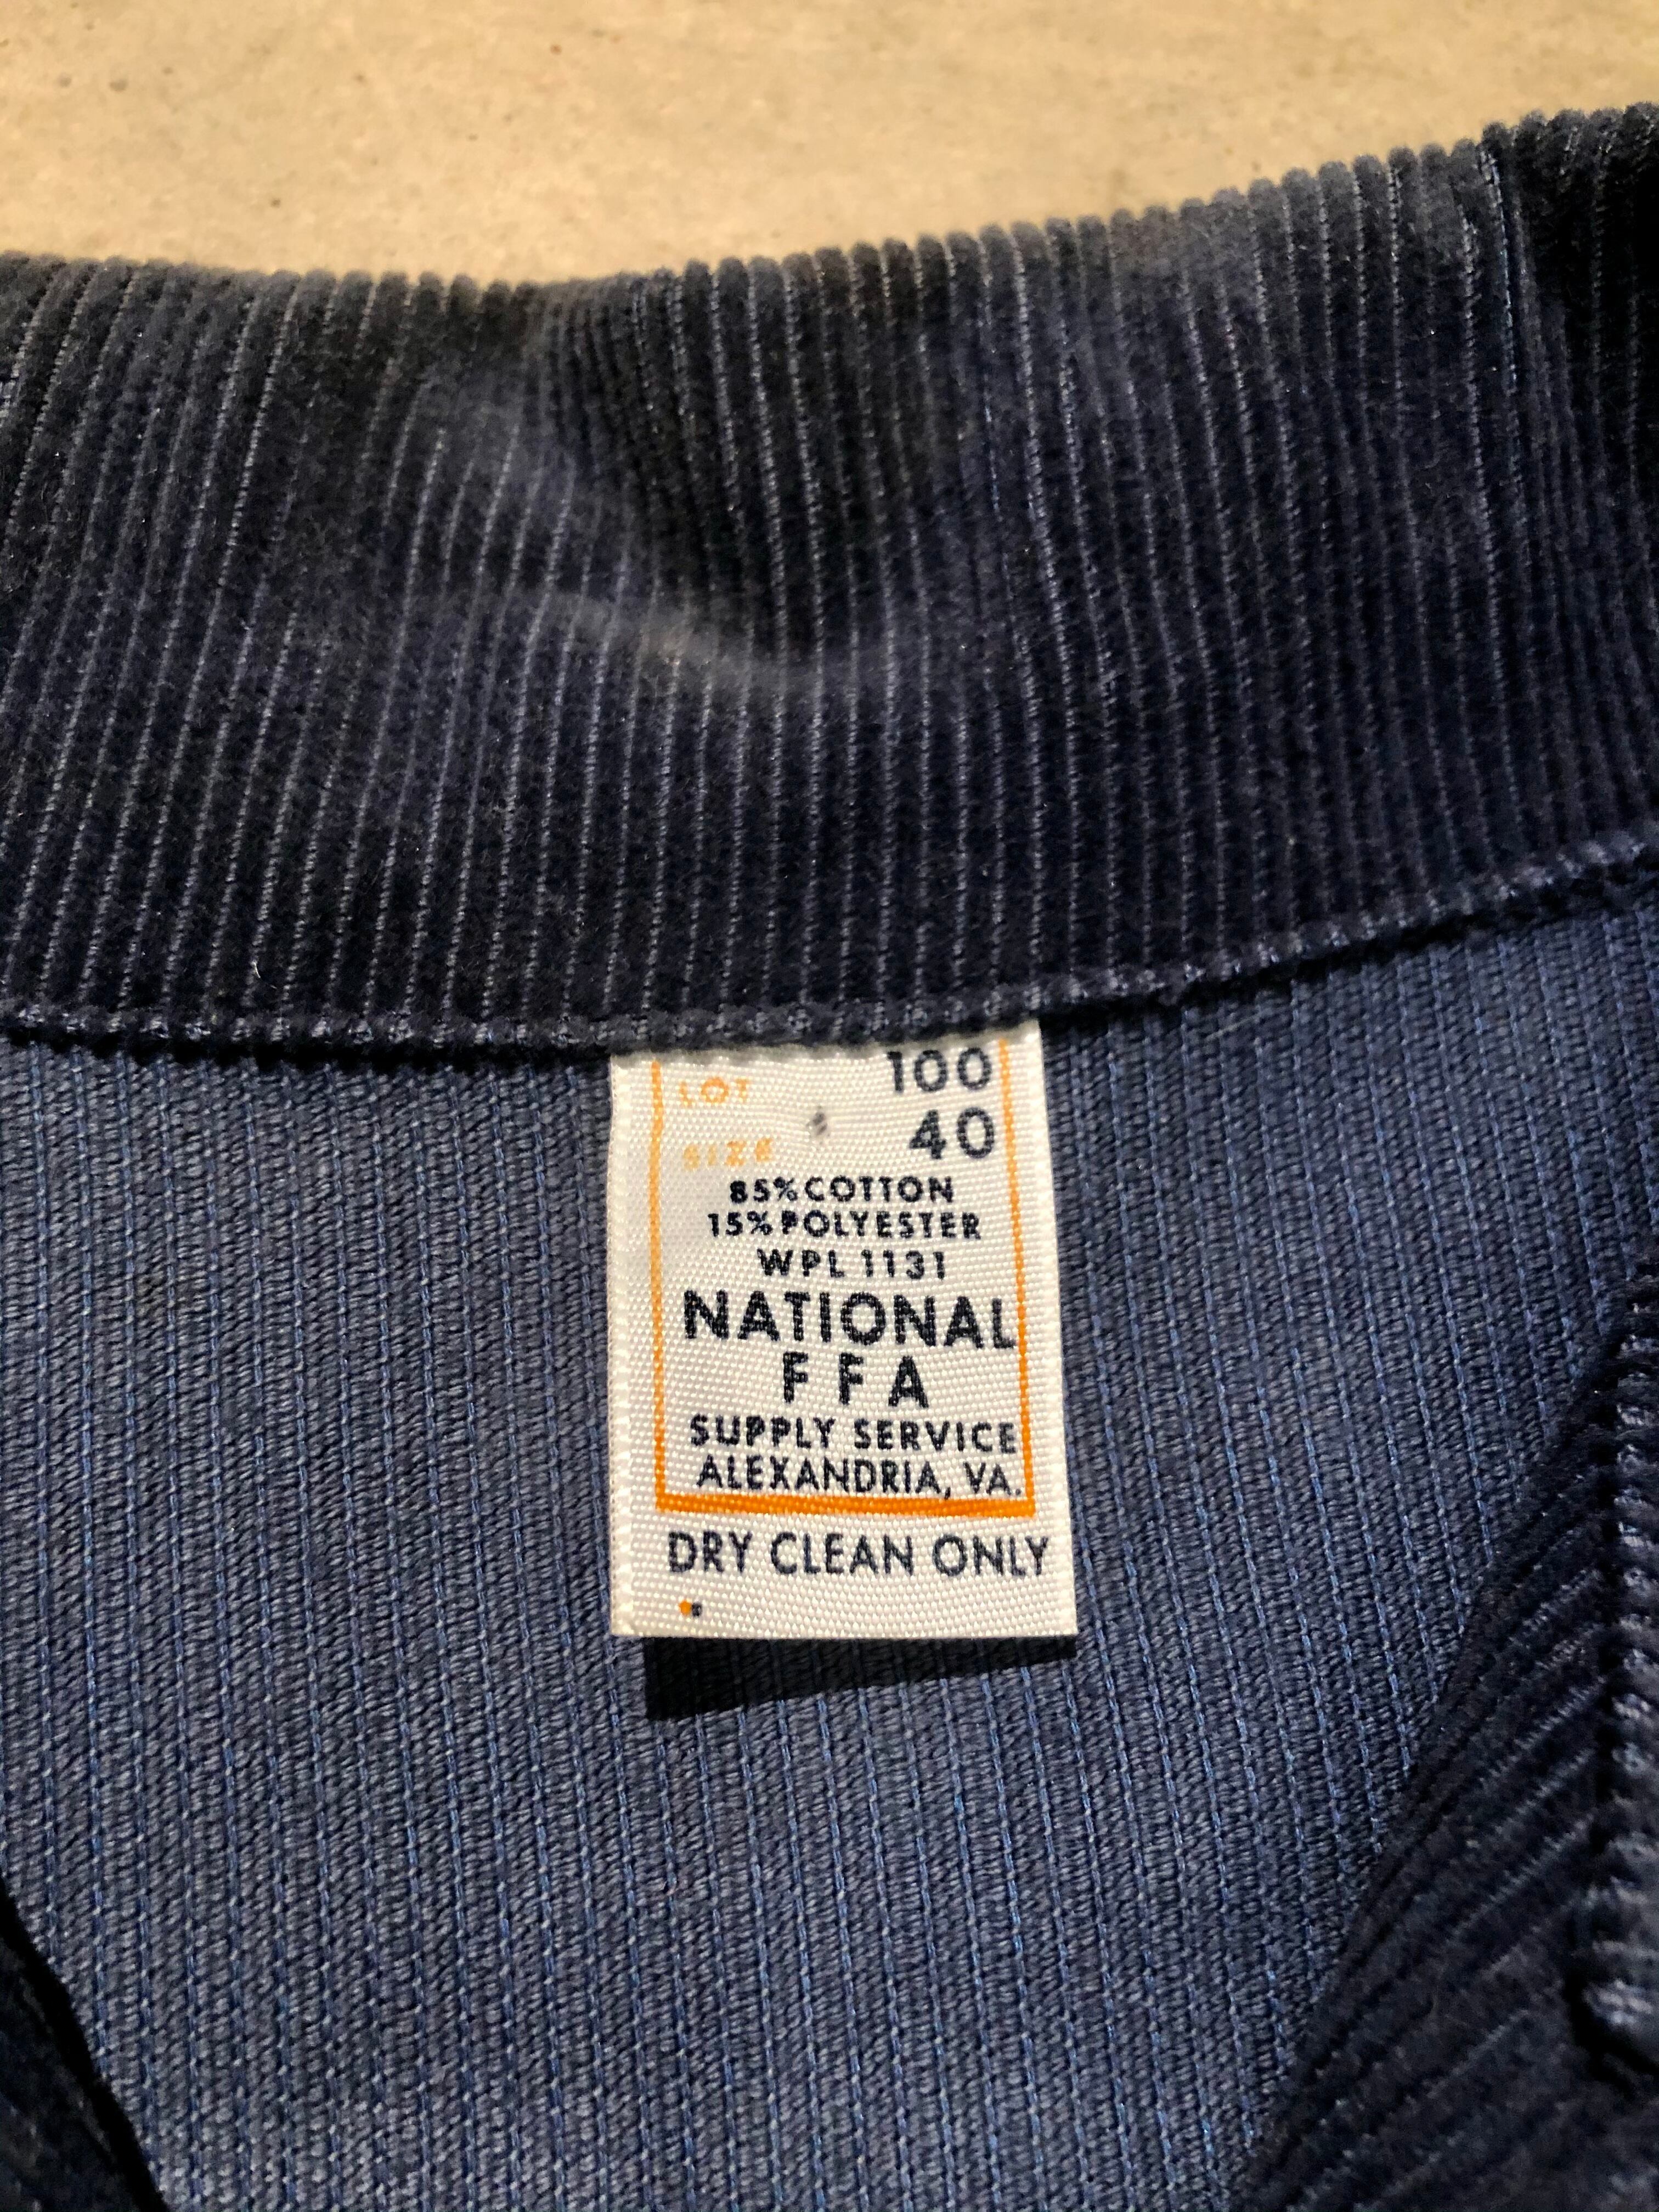 LOT 100
SIZE 40
85% COTTON
15% POLYESTER
WPL 1131
NATIONAL
FFA
SUPPLY SERVICE
ALEXANDRIA, VA.
DRY CLEAN ONLY